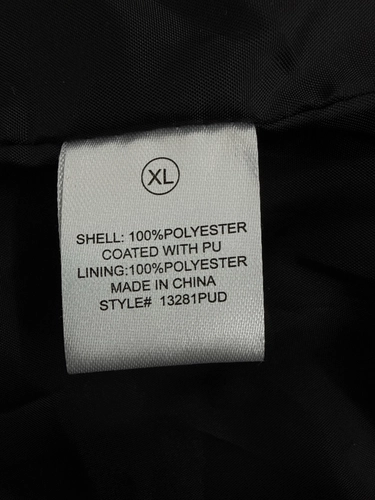 XL
SHELL: 100%POLYESTER
COATED WITH PU
LINING:100%POLYESTER
MADE IN CHINA
STYLE# 13281PUD